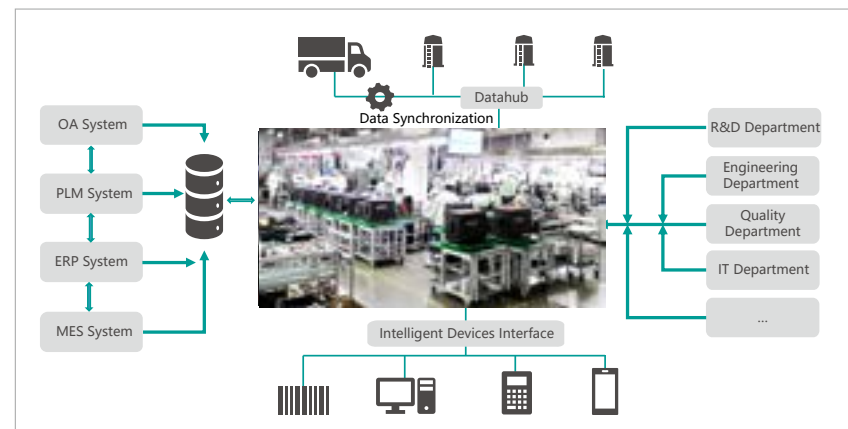 Datahub
Data Synchronization
OA System
PLM System
ERP System
MES System
R&D Department
Engineering
Department
Quality
Department
IT Department
...
Intelligent Devices Interface